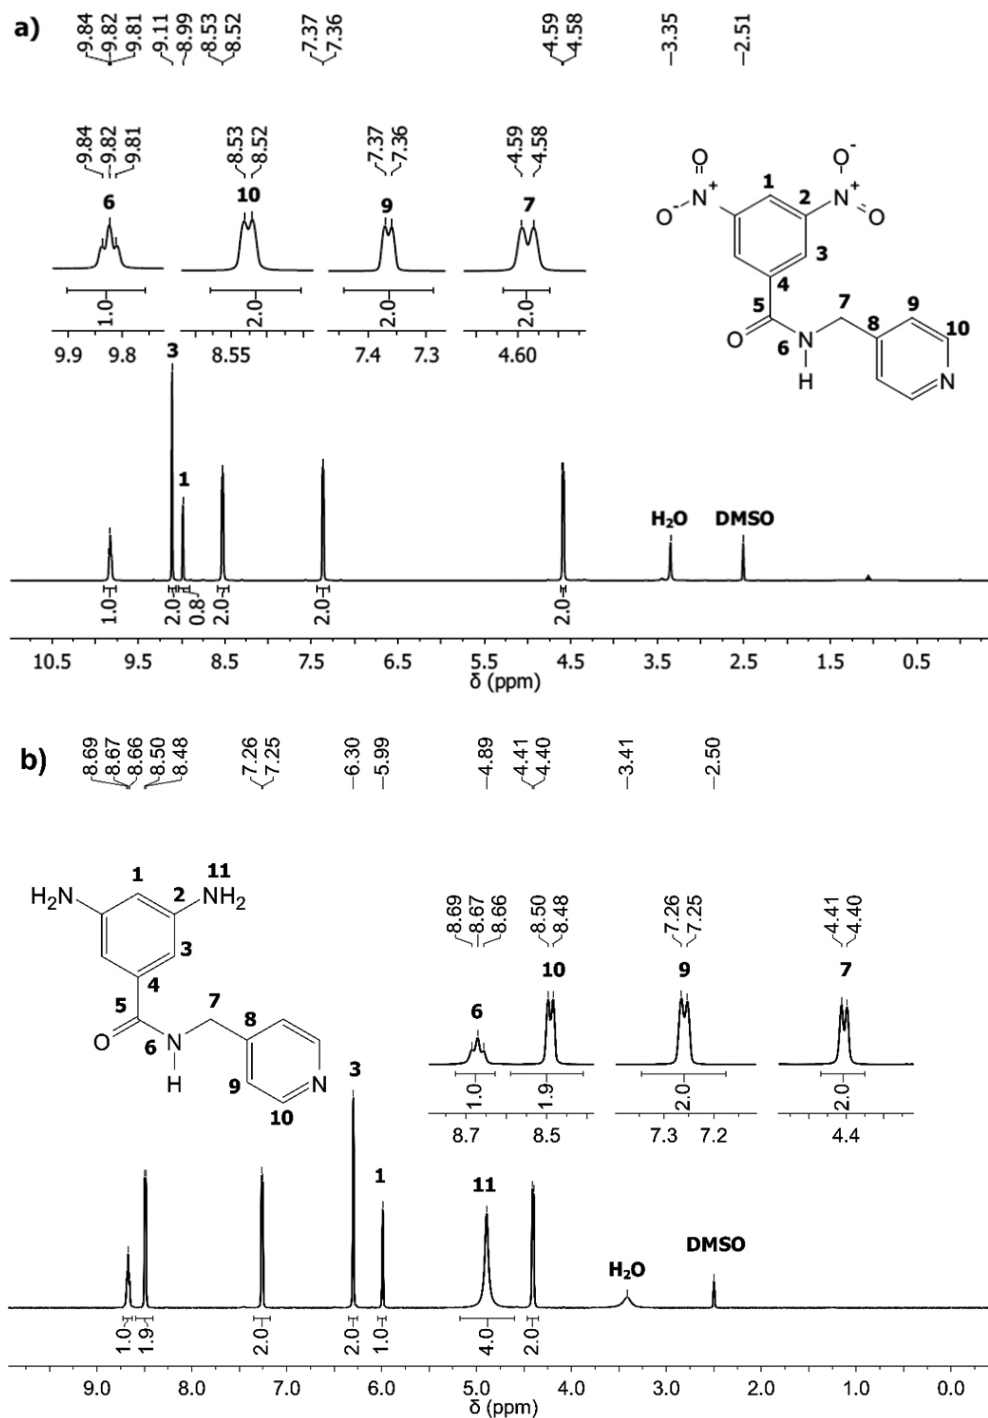 a)
9.84 9.82 9.81 9.11 8.99 8.53 8.52 7.37 7.36 4.59 4.58 3.35 2.51
9.84 9.82 9.81 8.53 8.52 7.37 7.36 4.59 4.58
6 10 9 7
1.0 2.0 2.0 2.0
9.9 9.8 8.55 7.4 7.3 4.60
O O-
N+ 1 N+
O- 2 O
3
4
5 7 9
O 8 10
6 N
H N
3
1
H2O DMSO
1.0 2.0 0.8 2.0 2.0 2.0
10.5 9.5 8.5 7.5 6.5 5.5 4.5 3.5 2.5 1.5 0.5
δ (ppm)
b)
8.69 8.67 8.66 8.50 8.48 7.26 7.25 6.30 5.99 4.89 4.41 4.40 3.41 2.50
1 11
H2N 2 NH2
3
4
5 7
O 8
6 N
H 9 N
10
8.69 8.67 8.66 8.50 8.48 7.26 7.25 4.41 4.40
6 10 9 7
1.0 1.9 2.0 2.0
8.7 8.5 7.3 7.2 4.4
3
1
11
H2O DMSO
1.0 1.9 2.0 2.0 1.0 4.0 2.0
9.0 8.0 7.0 6.0 5.0 4.0 3.0 2.0 1.0 0.0
δ (ppm)